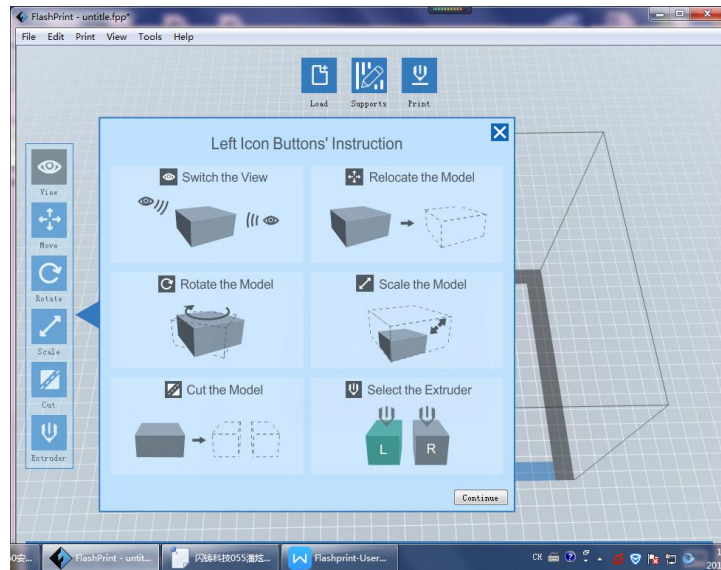 FlashPrint - untitle.fpp*
File Edit Print View Tools Help
Load Supports Print
Left Icon Buttons' Instruction
View
Move
Rotate
Scale
Cut
Extruder
Switch the View
Relocate the Model
Rotate the Model
Scale the Model
Cut the Model
Select the Extruder
L R
Continue
FlashPrint - untit...
闪铸科技055潘炫...
Flashprint-User...
CH